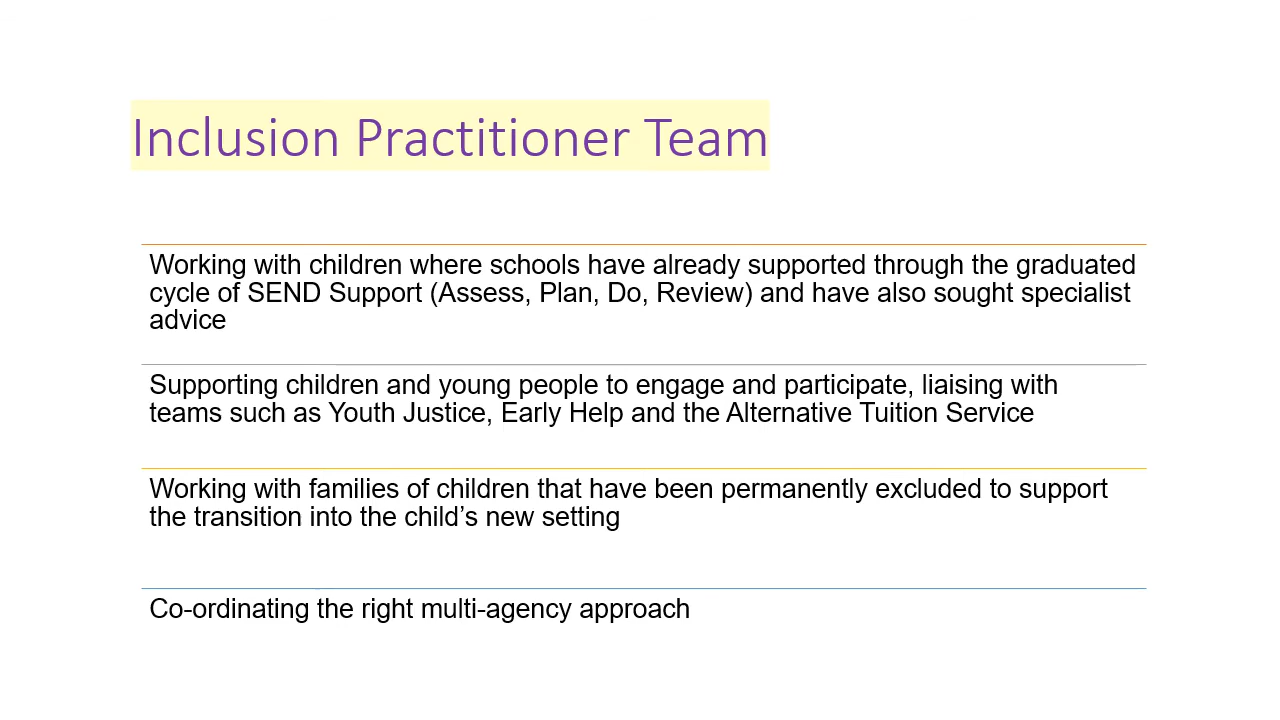 Inclusion Practitioner Team
Working with children where schools have already supported through the graduated
cycle of SEND Support (Assess, Plan, Do, Review) and have also sought specialist
advice
Supporting children and young people to engage and participate, liaising with
teams such as Youth Justice, Early Help and the Alternative Tuition Service
Working with families of children that have been permanently excluded to support
the transition into the child’s new setting
Co-ordinating the right multi-agency approach